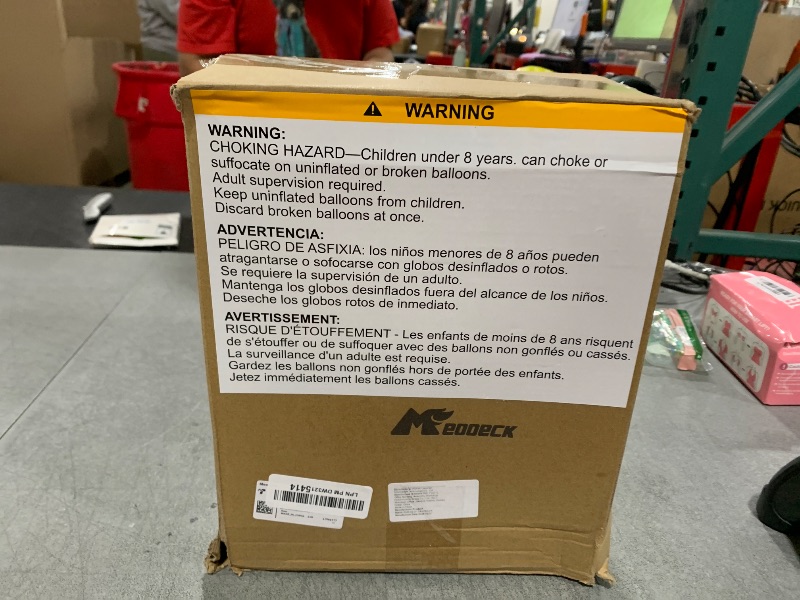 WARNING
WARNING:
CHOKING HAZARD—Children under 8 years. can choke or
suffocate on uninflated or broken balloons.
Adult supervision required.
Keep uninflated balloons from children.
Discard broken balloons at once.
ADVERTENCIA:
PELIGRO DE ASFIXIA: los niños menores de 8 años pueden
atragantarse o sofocarse con globos desinflados o rotos.
Se requiere la supervisión de un adulto.
Mantenga los globos desinflados fuera del alcance de los niños.
Deseche los globos rotos de inmediato.
AVERTISSEMENT:
RISQUE D'ÉTOUFFEMENT - Les enfants de moins de 8 ans risquent
de s'étouffer ou de suffoquer avec des ballons non gonflés ou cassés.
La surveillance d'un adulte est requise.
Gardez les ballons non gonflés hors de portée des enfants.
Jetez immédiatement les ballons cassés.
MEODECK
LPN PM DW3215414